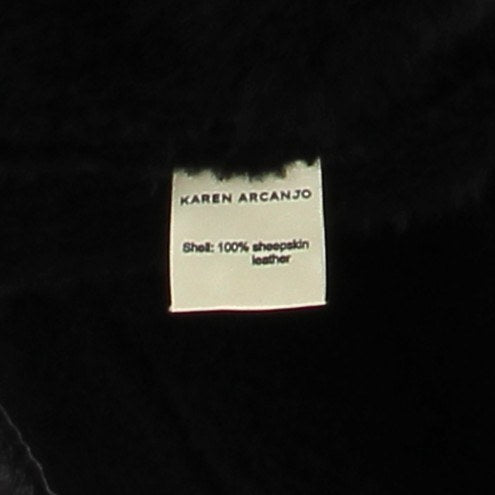 KAREN ARCANJO
Shell: 100% sheepskin
leather